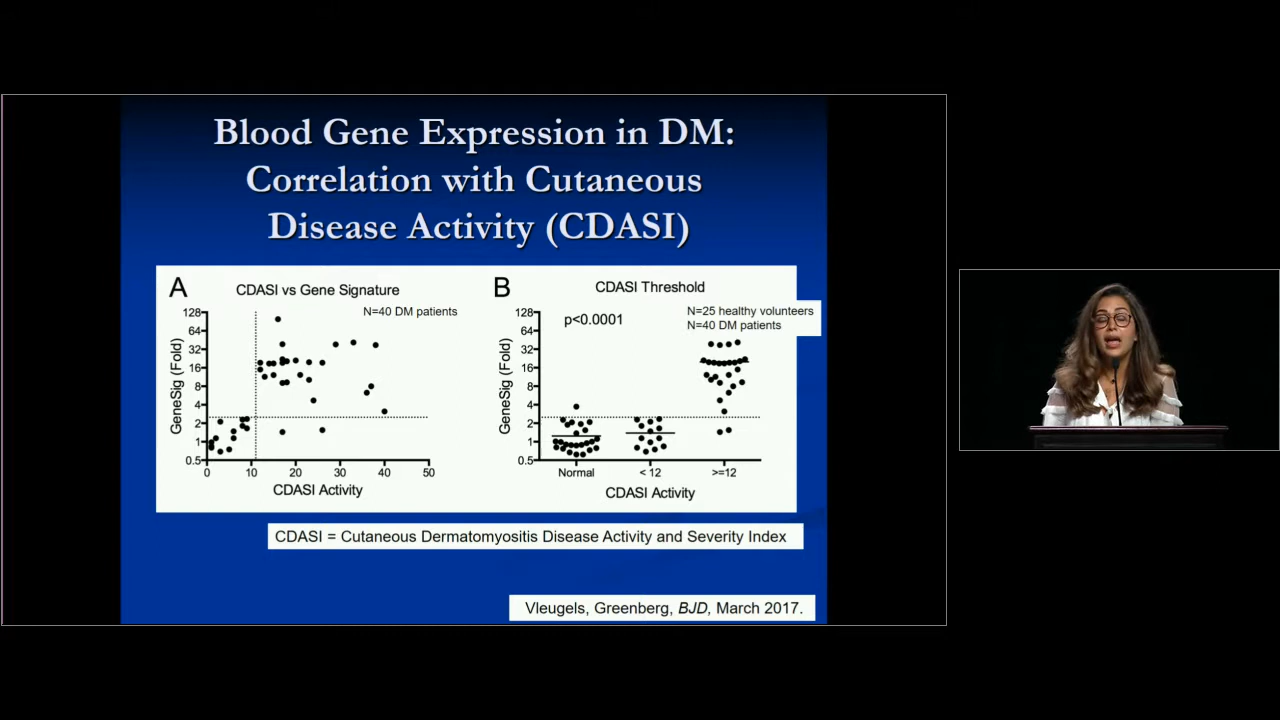 Blood Gene Expression in DM:
Correlation with Cutaneous
Disease Activity (CDASI)
A
CDASI vs Gene Signature
N=40 DM patients
GeneSig (Fold)
128
64
32
16
8
4
2
1
0.5
0 10 20 30 40 50
CDASI Activity
B
CDASI Threshold
p<0.0001
N=25 healthy volunteers
N=40 DM patients
GeneSig (Fold)
128
64
32
16
8
4
2
1
0.5
Normal < 12 >=12
CDASI Activity
CDASI = Cutaneous Dermatomyositis Disease Activity and Severity Index
Vleugels, Greenberg, BJD, March 2017.